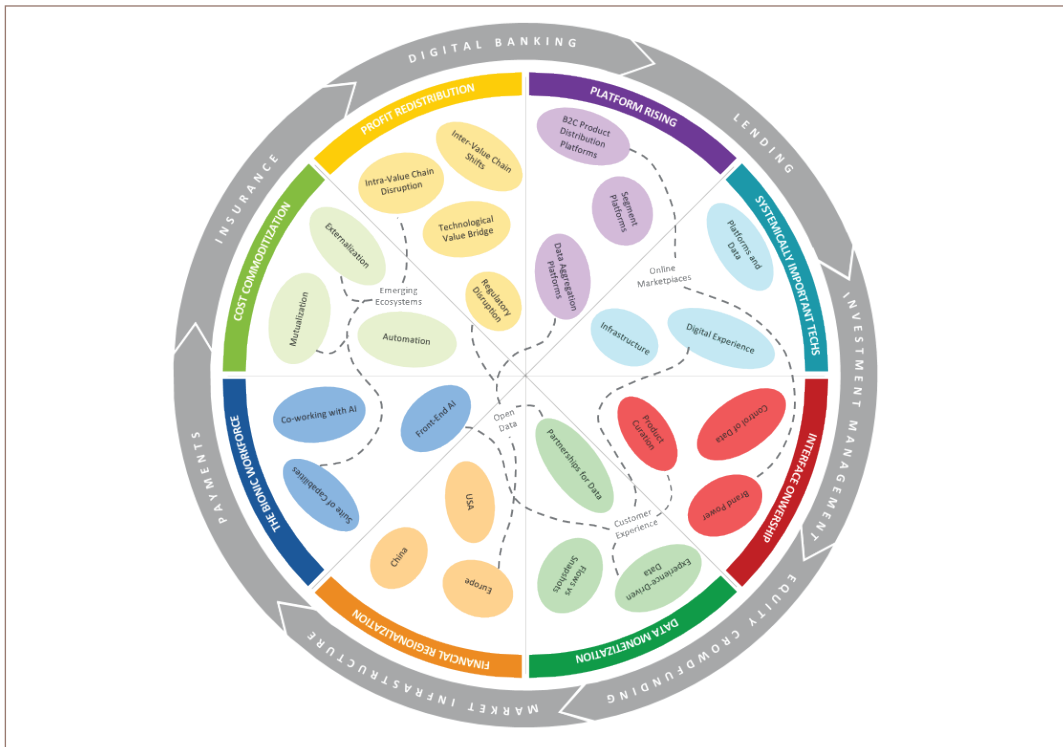 DIGITAL BANKING
LENDING
INVESTMENT MANAGEMENT
EQUITY CROWDFUNDING
MARKET INFRASTRUCTURE
PAYMENTS
INSURANCE
PROFIT REDISTRIBUTION
Inter-Value Chain
Shifts
Intra-Value Chain
Disruption
Technological
Value Bridge
Regulatory
Disruption
PLATFORM RISING
B2C Product
Distribution
Platforms
Segment
Platforms
Data Aggregation
Platforms
Online
Marketplaces
SYSTEMICALLY IMPORTANT TECHS
Platforms and
Data
Infrastructure
Digital Experience
INTERFACE ONWERSHIP
Product
Curation
Control of Data
Brand Power
DATA MONETIZATION
Partnerships for Data
Customer
Experience
Flows vs
Snapshots
Experience-Driven
Data
Open
Data
FINANCIAL REGIONALIZATION
USA
China
Europe
THE BIONIC WORKFORCE
Co-working with AI
Front-End AI
Suite of Capabilities
COST COMMODITIZATION
Externalization
Mutualization
Automation
Emerging
Ecosystems